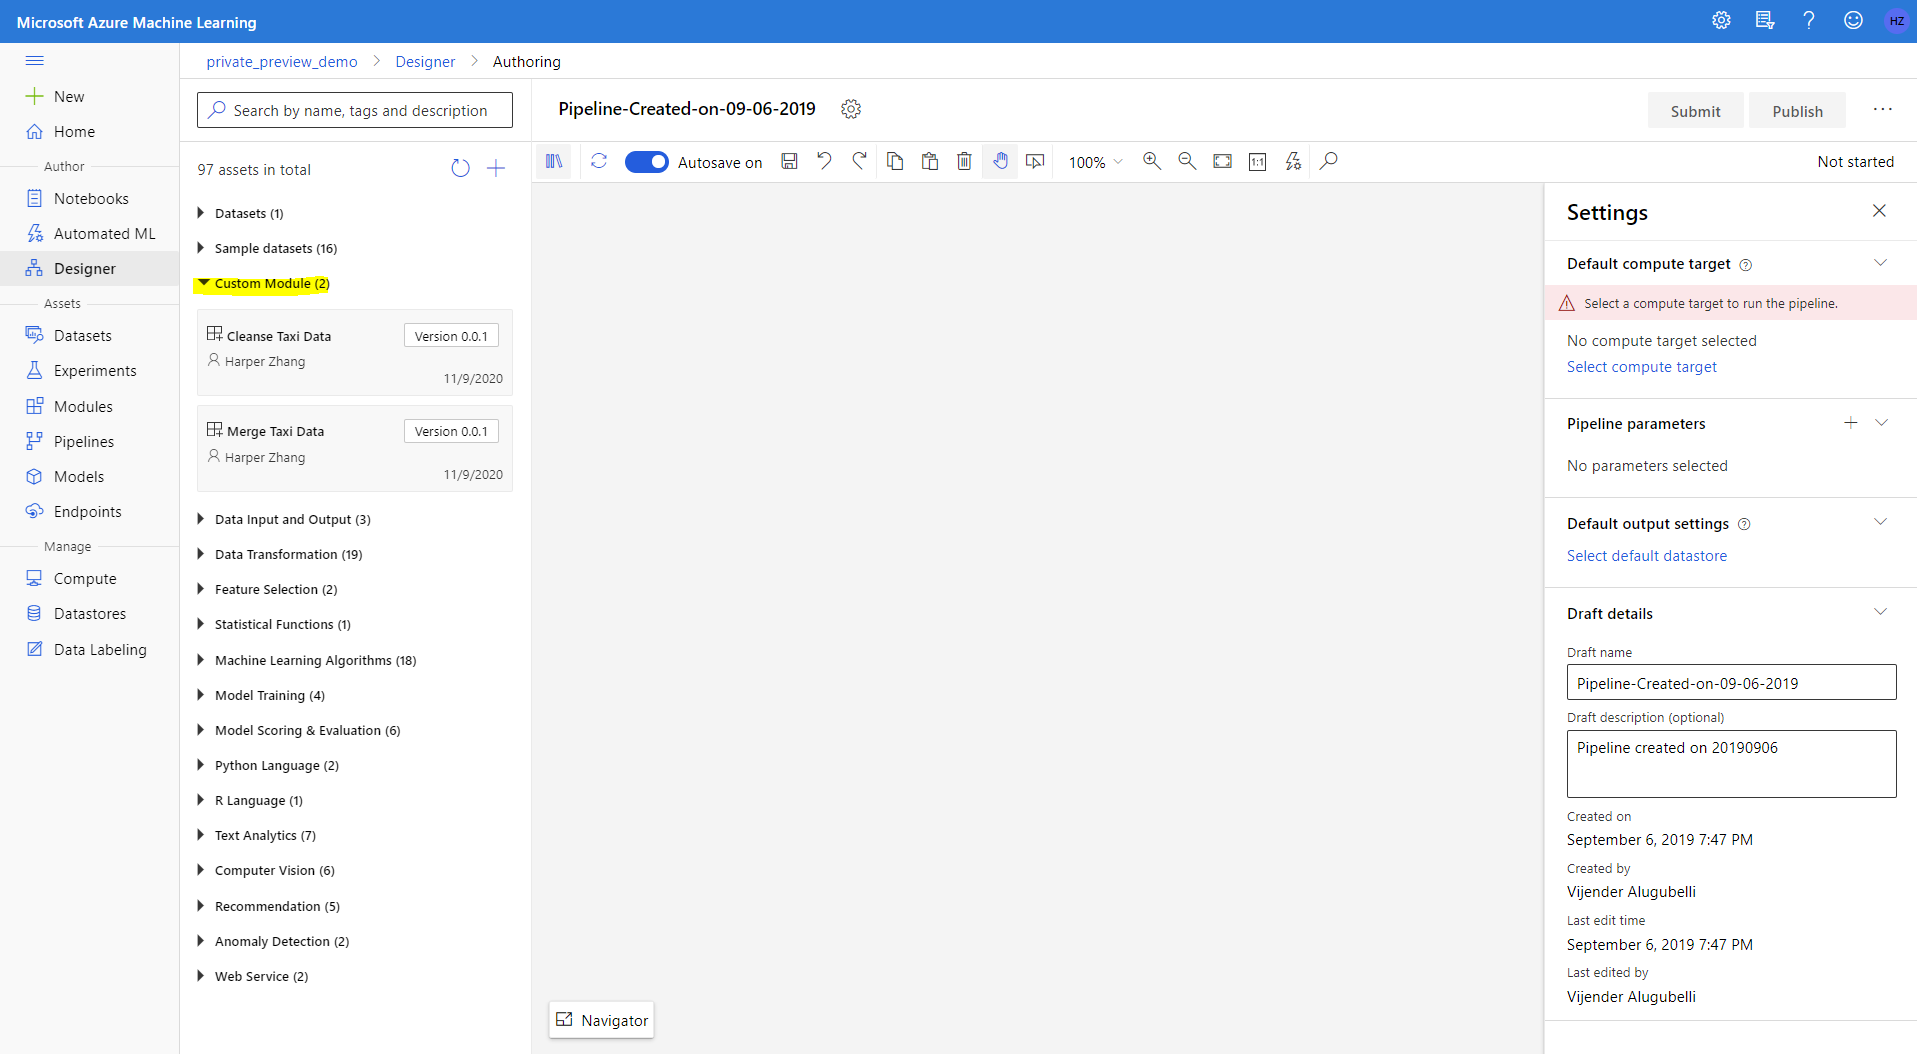 Microsoft Azure Machine Learning
HZ
private_preview_demo > Designer > Authoring
New
Home
Author
Notebooks
Automated ML
Designer
Assets
Datasets
Experiments
Modules
Pipelines
Models
Endpoints
Manage
Compute
Datastores
Data Labeling
Search by name, tags and description
97 assets in total
Datasets (1)
Sample datasets (16)
Custom Module (2)
Cleanse Taxi Data Version 0.0.1
Harper Zhang
11/9/2020
Merge Taxi Data Version 0.0.1
Harper Zhang
11/9/2020
Data Input and Output (3)
Data Transformation (19)
Feature Selection (2)
Statistical Functions (1)
Machine Learning Algorithms (18)
Model Training (4)
Model Scoring & Evaluation (6)
Python Language (2)
R Language (1)
Text Analytics (7)
Computer Vision (6)
Recommendation (5)
Anomaly Detection (2)
Web Service (2)
Pipeline-Created-on-09-06-2019
Submit Publish ...
Autosave on 100% 1:1 Not started
Navigator
Settings
Default compute target ?
Select a compute target to run the pipeline.
No compute target selected
Select compute target
Pipeline parameters
No parameters selected
Default output settings ?
Select default datastore
Draft details
Draft name
Pipeline-Created-on-09-06-2019
Draft description (optional)
Pipeline created on 20190906
Created on
September 6, 2019 7:47 PM
Created by
Vijender Alugubelli
Last edit time
September 6, 2019 7:47 PM
Last edited by
Vijender Alugubelli